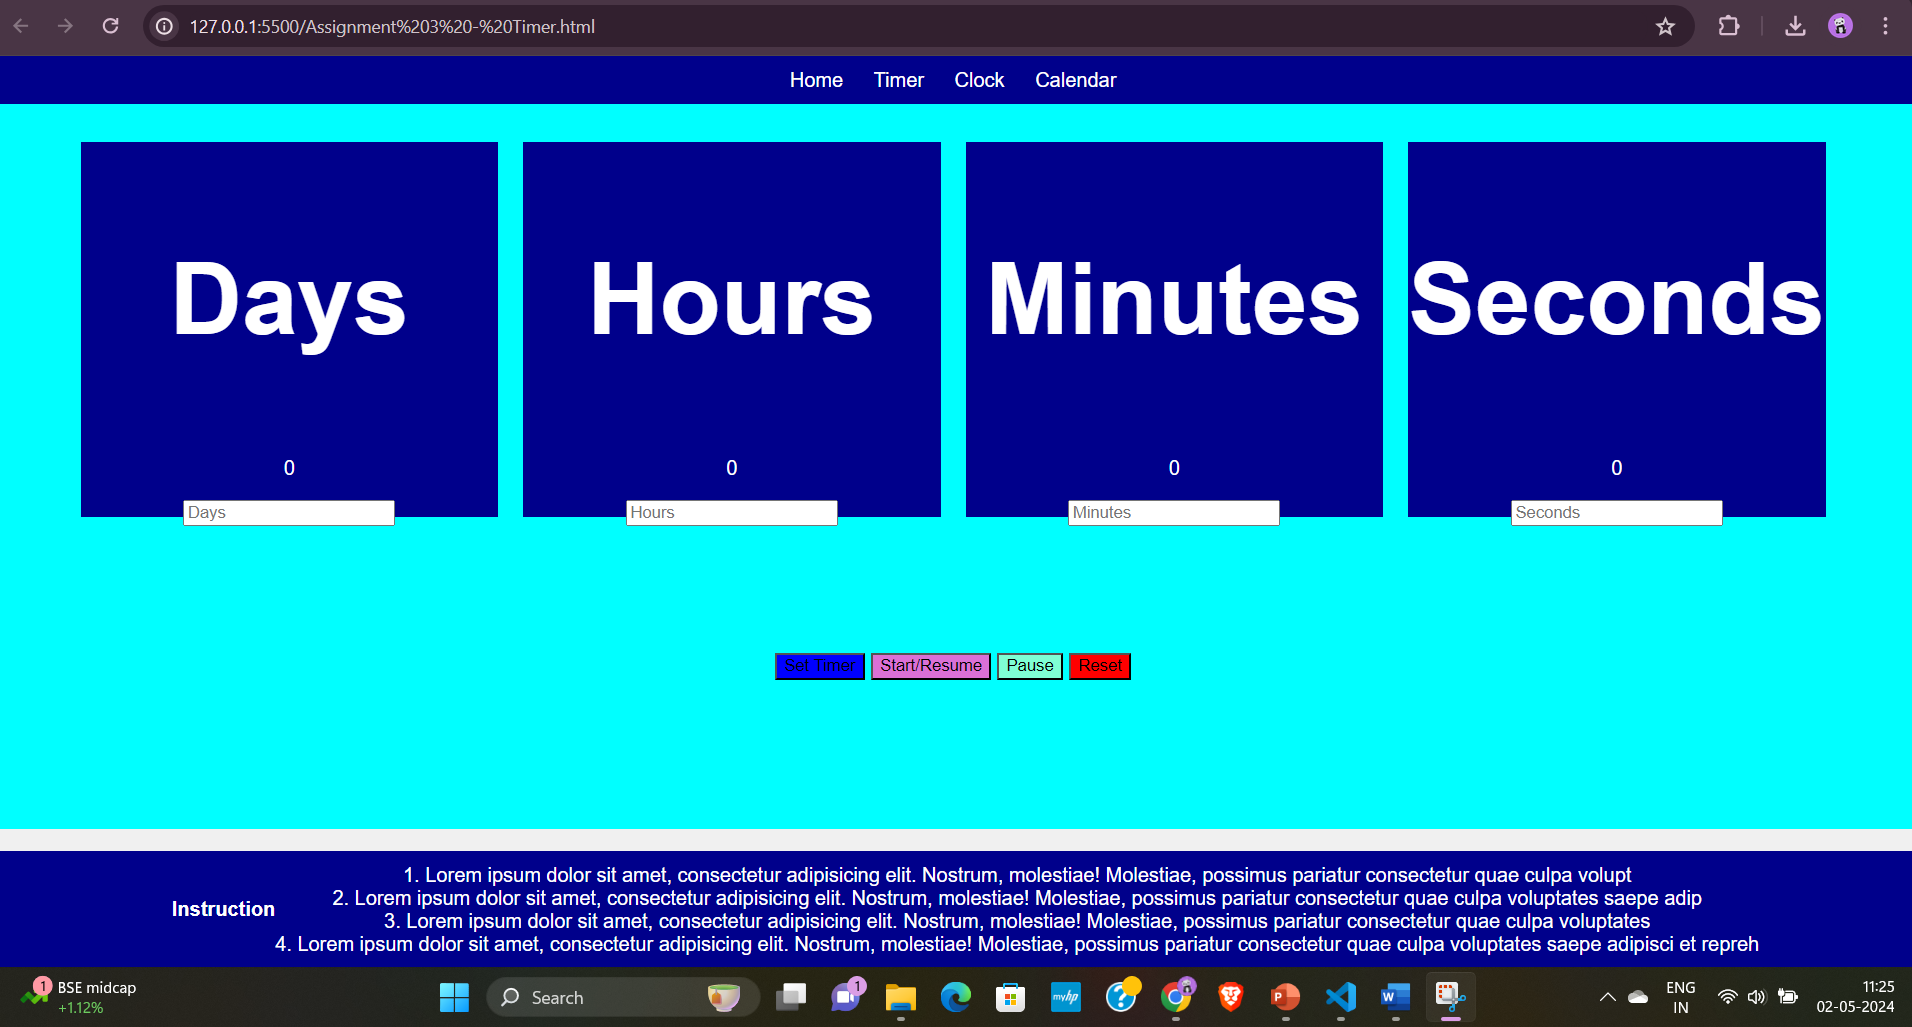 127.0.0.1:5500/Assignment%203%20-%20Timer.html
Home Timer Clock Calendar
Days Hours Minutes Seconds
0 0 0 0
Days Hours Minutes Seconds
Set Timer Start/Resume Pause Reset
Instruction
1. Lorem ipsum dolor sit amet, consectetur adipisicing elit. Nostrum, molestiae! Molestiae, possimus pariatur consectetur quae culpa volupt
2. Lorem ipsum dolor sit amet, consectetur adipisicing elit. Nostrum, molestiae! Molestiae, possimus pariatur consectetur quae culpa voluptates saepe adip
3. Lorem ipsum dolor sit amet, consectetur adipisicing elit. Nostrum, molestiae! Molestiae, possimus pariatur consectetur quae culpa voluptates
4. Lorem ipsum dolor sit amet, consectetur adipisicing elit. Nostrum, molestiae! Molestiae, possimus pariatur consectetur quae culpa voluptates saepe adipisci et repreh
1 BSE midcap
+1.12%
Search
1
myhp
?
P
W
ENG
IN
11:25
02-05-2024